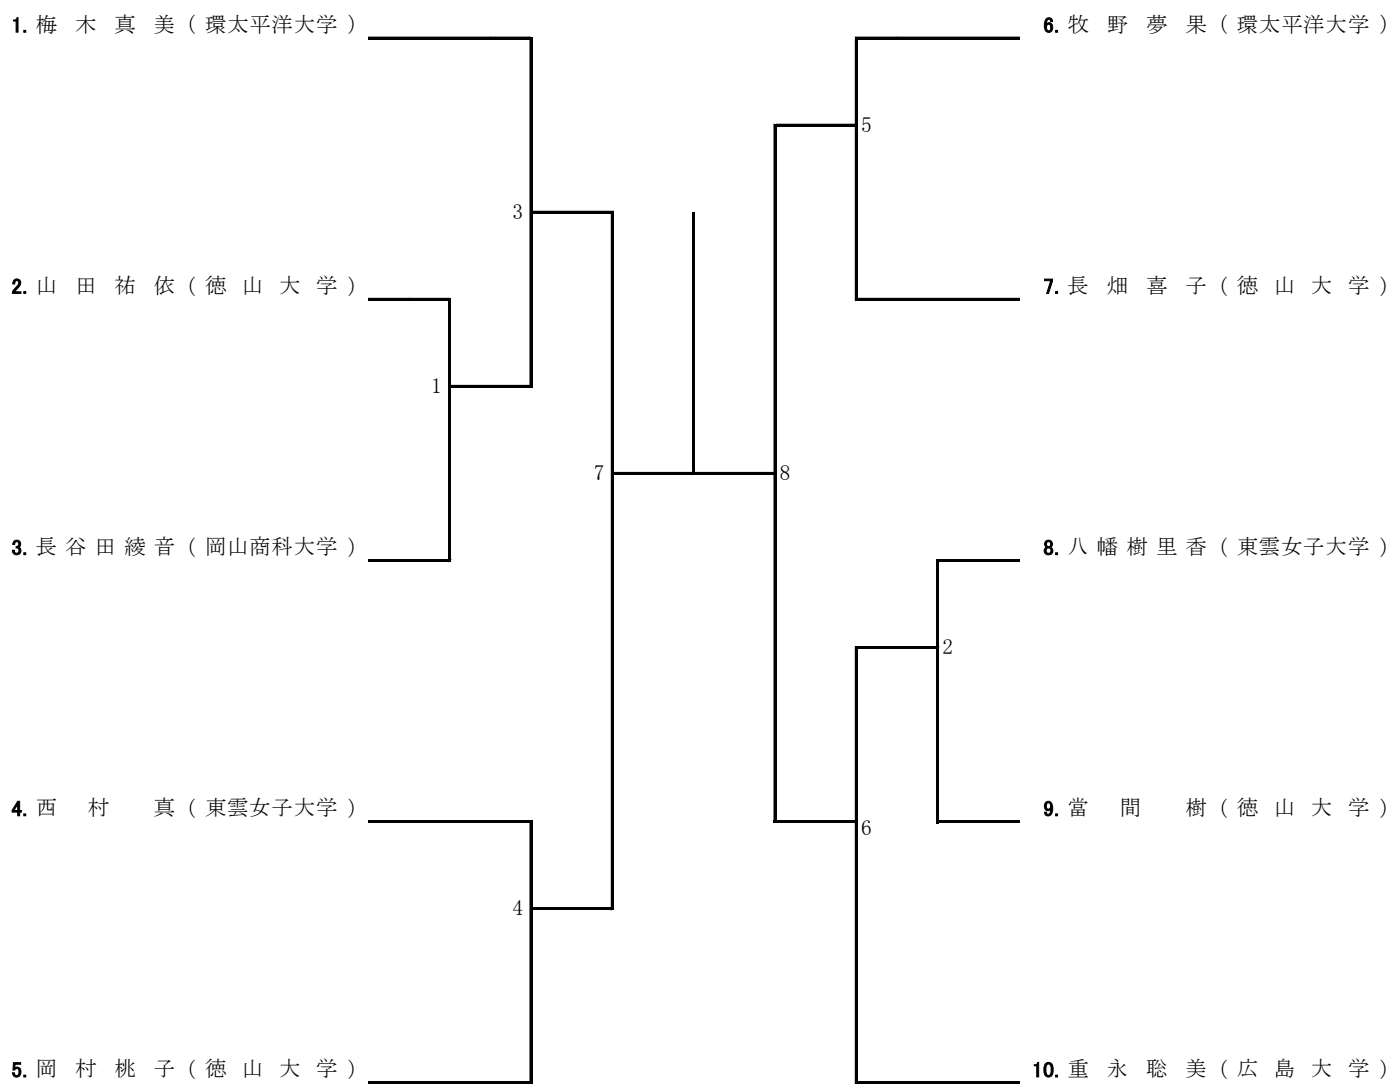 1. 梅木真美(環太平洋大学)
6. 牧野夢果(環太平洋大学)
5
3
2. 山田祐依(徳山大学)
7. 長畑喜子(徳山大学)
1
7
8
3. 長谷田綾音(岡山商科大学)
8. 八幡樹里香(東雲女子大学)
2
4. 西村 真(東雲女子大学)
9. 當間 樹(徳山大学)
6
4
5. 岡村桃子(徳山大学)
10. 重永聡美(広島大学)